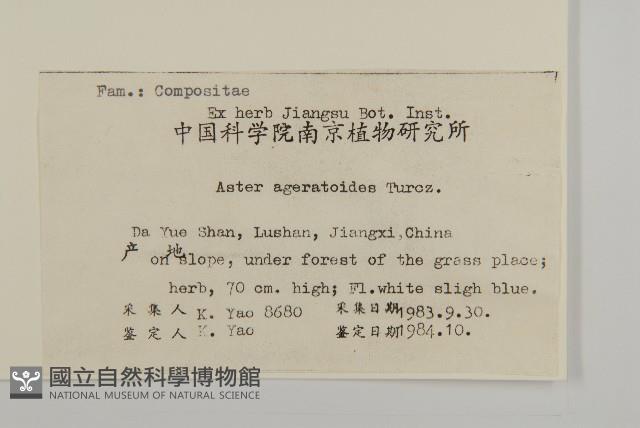 Fam.: Compositae
Ex herb Jiangsu Bot. Inst.
中国科学院南京植物研究所
Aster ageratoides Turcz.
Da Yue Shan, Lushan, Jiangxi,China
产 地
on slope, under forest of the grass place;
herb, 70 cm. high; Fl.white sligh blue.
采 集 人 K. Yao 8680 采集日期 1983.9.30.
鉴 定 人 K. Yao 鉴定日期 1984.10.
國立自然科學博物館
NATIONAL MUSEUM OF NATURAL SCIENCE